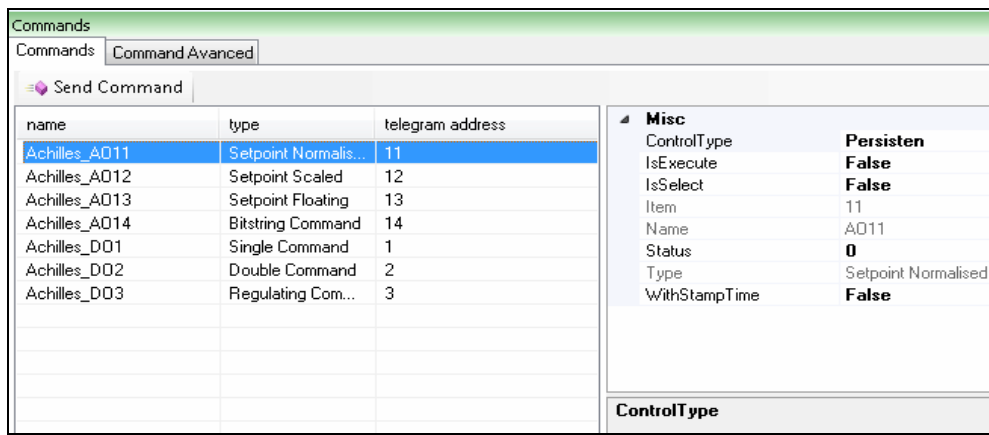 Commands
Commands Command Avanced
Send Command
name type telegram address
Achilles_AO11 Setpoint Normalis... 11
Achilles_AO12 Setpoint Scaled 12
Achilles_AO13 Setpoint Floating 13
Achilles_AO14 Bitstring Command 14
Achilles_DO1 Single Command 1
Achilles_DO2 Double Command 2
Achilles_DO3 Regulating Com... 3
Misc
ControlType Persisten
IsExecute False
IsSelect False
Item 11
Name AO11
Status 0
Type Setpoint Normalised
WithStampTime False
ControlType